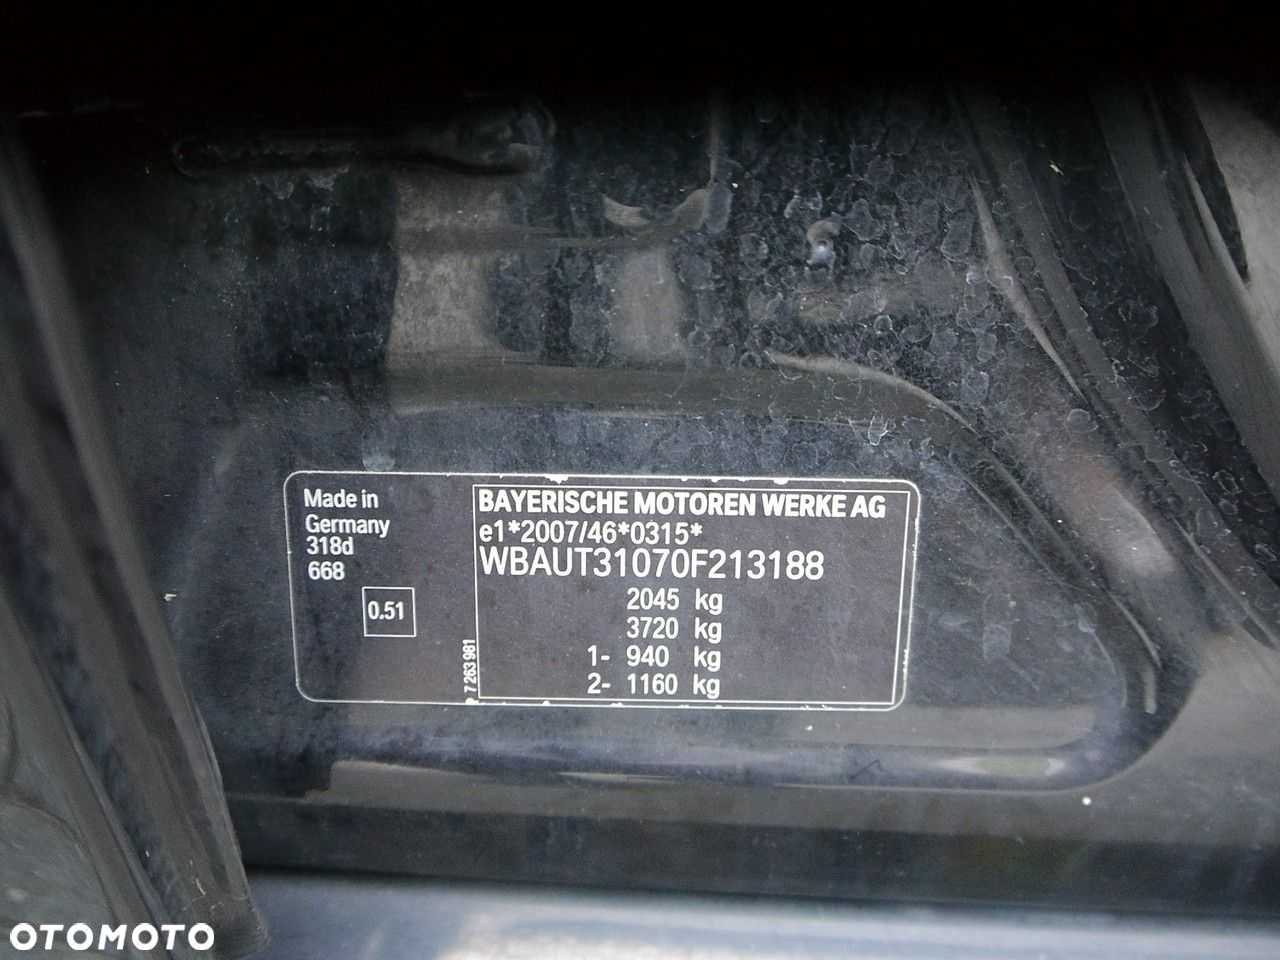 Made in
Germany
318d
668
0.51
7 263 981
BAYERISCHE MOTOREN WERKE AG
e1*2007/46*0315*
WBAUT31070F213188
2045 kg
3720 kg
1- 940 kg
2- 1160 kg
OTOMOTO